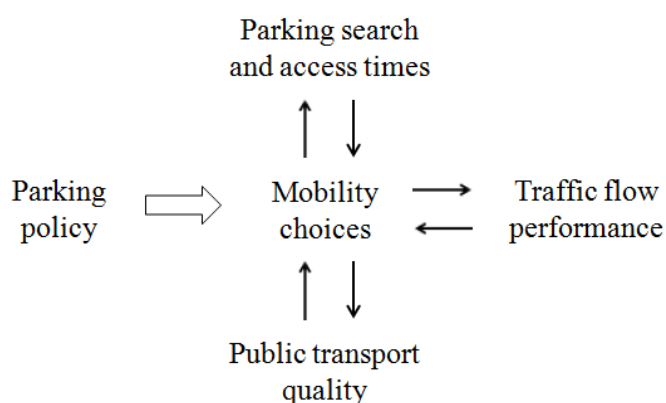 Parking search
and access times
Parking
policy
Mobility
choices
Traffic flow
performance
Public transport
quality